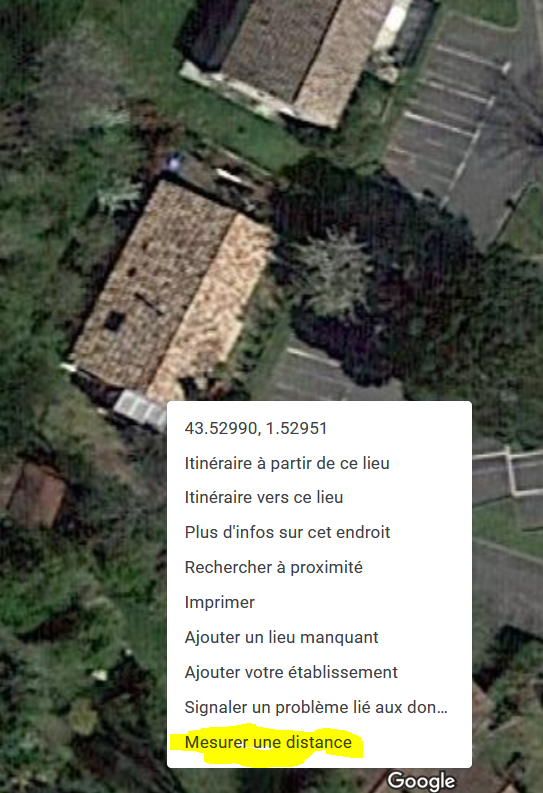 43.52990, 1.52951
Itinéraire à partir de ce lieu
Itinéraire vers ce lieu
Plus d'infos sur cet endroit
Rechercher à proximité
Imprimer
Ajouter un lieu manquant
Ajouter votre établissement
Signaler un problème lié aux don…
Mesurer une distance
Google